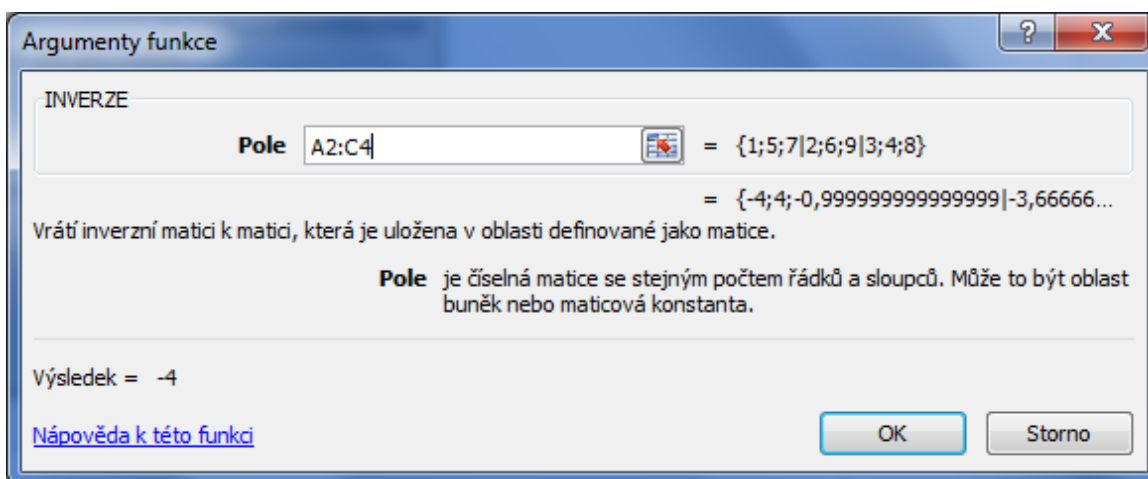 Argumenty funkce
INVERZE
Pole A2:C4 = {1;5;7|2;6;9|3;4;8}
= {-4;4;-0,999999999999999|-3,66666...
Vrátí inverzní matici k matici, která je uložena v oblasti definované jako matice.
Pole je číselná matice se stejným počtem řádků a sloupců. Může to být oblast
buněk nebo maticová konstanta.
Výsledek = -4
Nápověda k této funkci
OK Storno